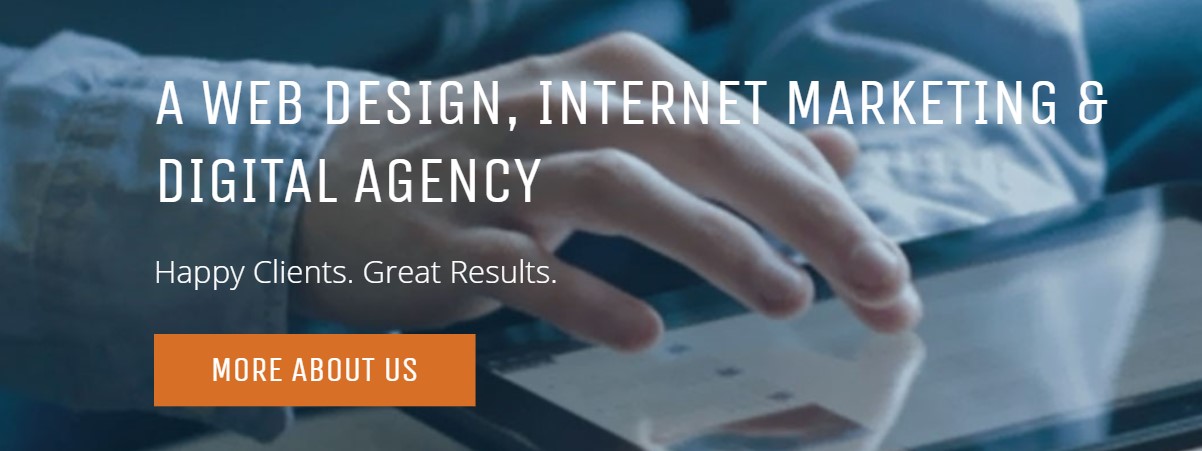 A WEB DESIGN, INTERNET MARKETING &
DIGITAL AGENCY
Happy Clients. Great Results.
MORE ABOUT US